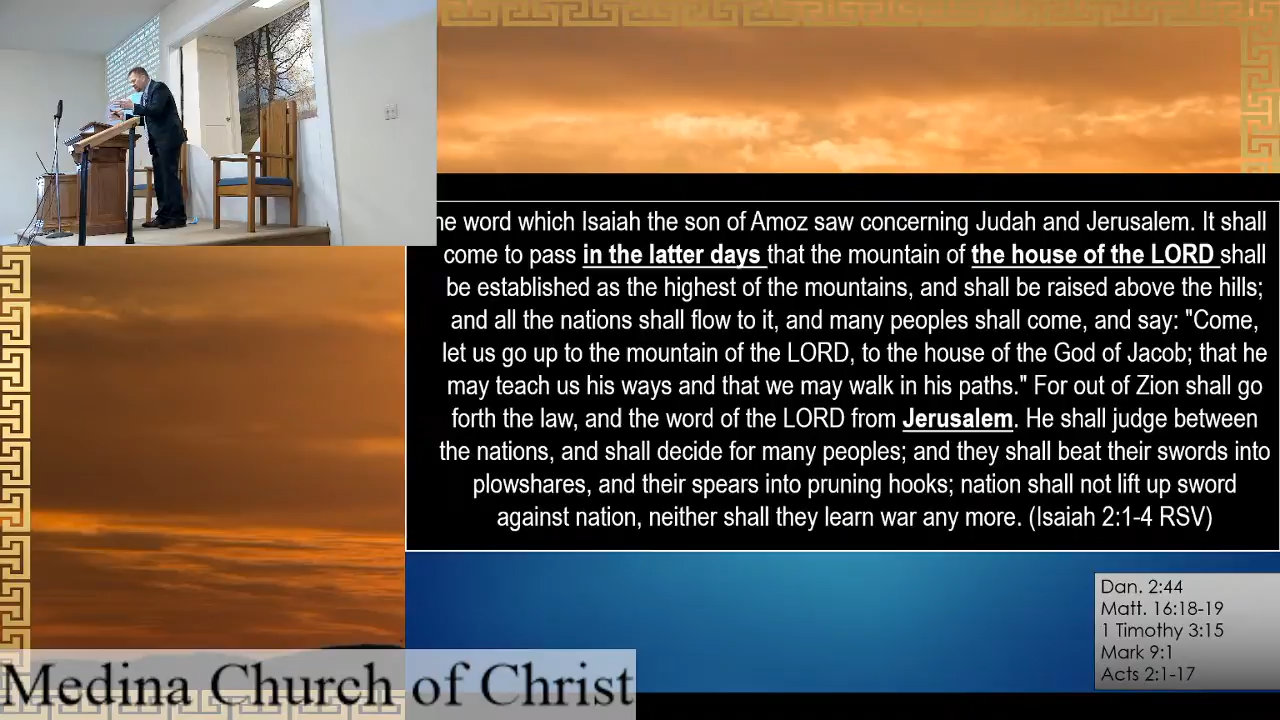 he word which Isaiah the son of Amoz saw concerning Judah and Jerusalem. It shall
come to pass in the latter days that the mountain of the house of the LORD shall
be established as the highest of the mountains, and shall be raised above the hills;
and all the nations shall flow to it, and many peoples shall come, and say: "Come,
let us go up to the mountain of the LORD, to the house of the God of Jacob; that he
may teach us his ways and that we may walk in his paths." For out of Zion shall go
forth the law, and the word of the LORD from Jerusalem. He shall judge between
the nations, and shall decide for many peoples; and they shall beat their swords into
plowshares, and their spears into pruning hooks; nation shall not lift up sword
against nation, neither shall they learn war any more. (Isaiah 2:1-4 RSV)
Dan. 2:44
Matt. 16:18-19
1 Timothy 3:15
Mark 9:1
Acts 2:1-17
Medina Church of Christ